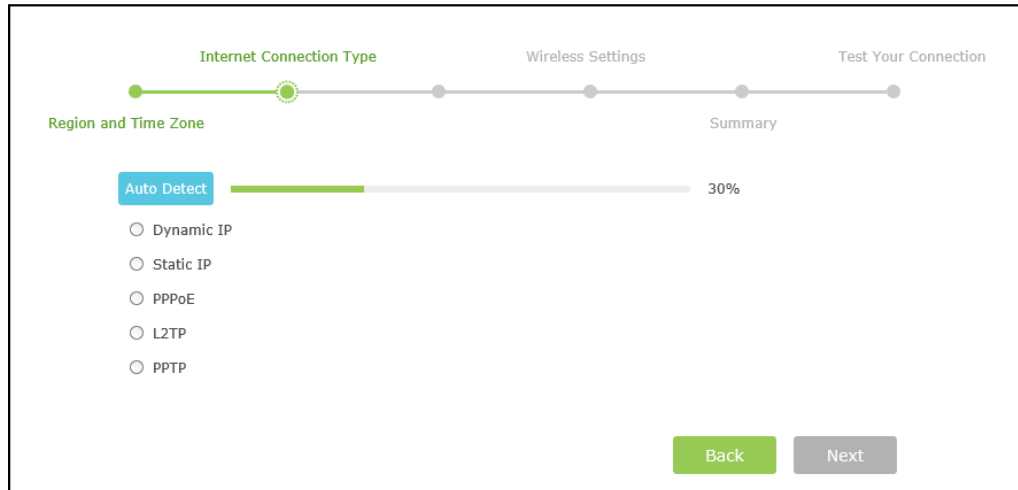 Internet Connection Type Wireless Settings Test Your Connection
Region and Time Zone Summary
Auto Detect 30%
Dynamic IP
Static IP
PPPoE
L2TP
PPTP
Back Next